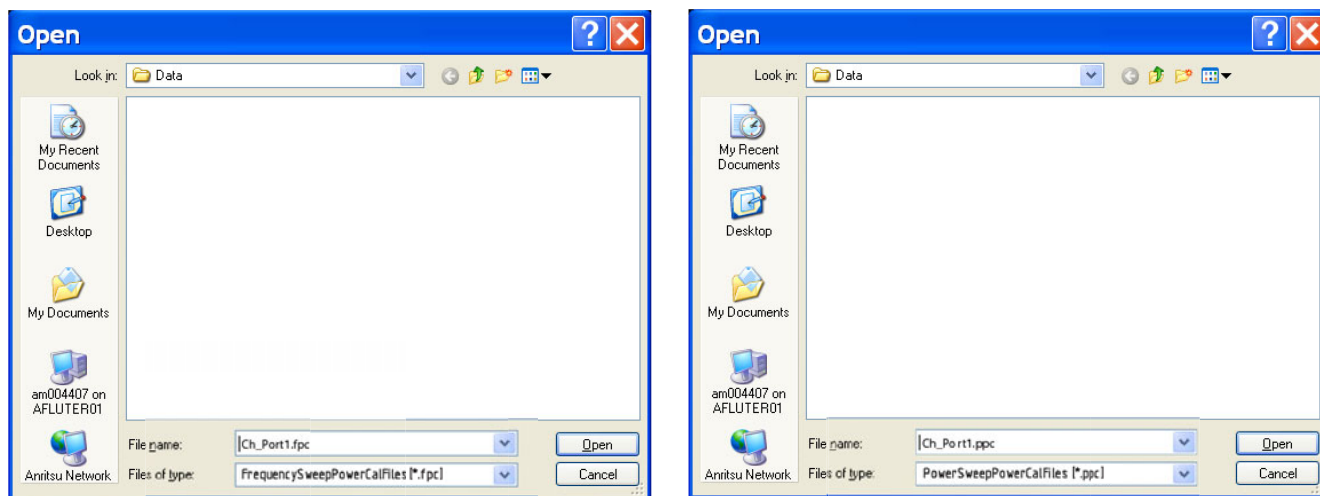 Open
?
Look in: Data
My Recent
Documents
Desktop
My Documents
am004407 on
AFLUTER01
Anritsu Network
File name: Ch_Port1.fpc Open
Files of type: FrequencySweepPowerCalFiles [*.fpc] Cancel
Open
?
Look in: Data
My Recent
Documents
Desktop
My Documents
am004407 on
AFLUTER01
Anritsu Network
File name: Ch_Port1.ppc Open
Files of type: PowerSweepPowerCalFiles [*.ppc] Cancel